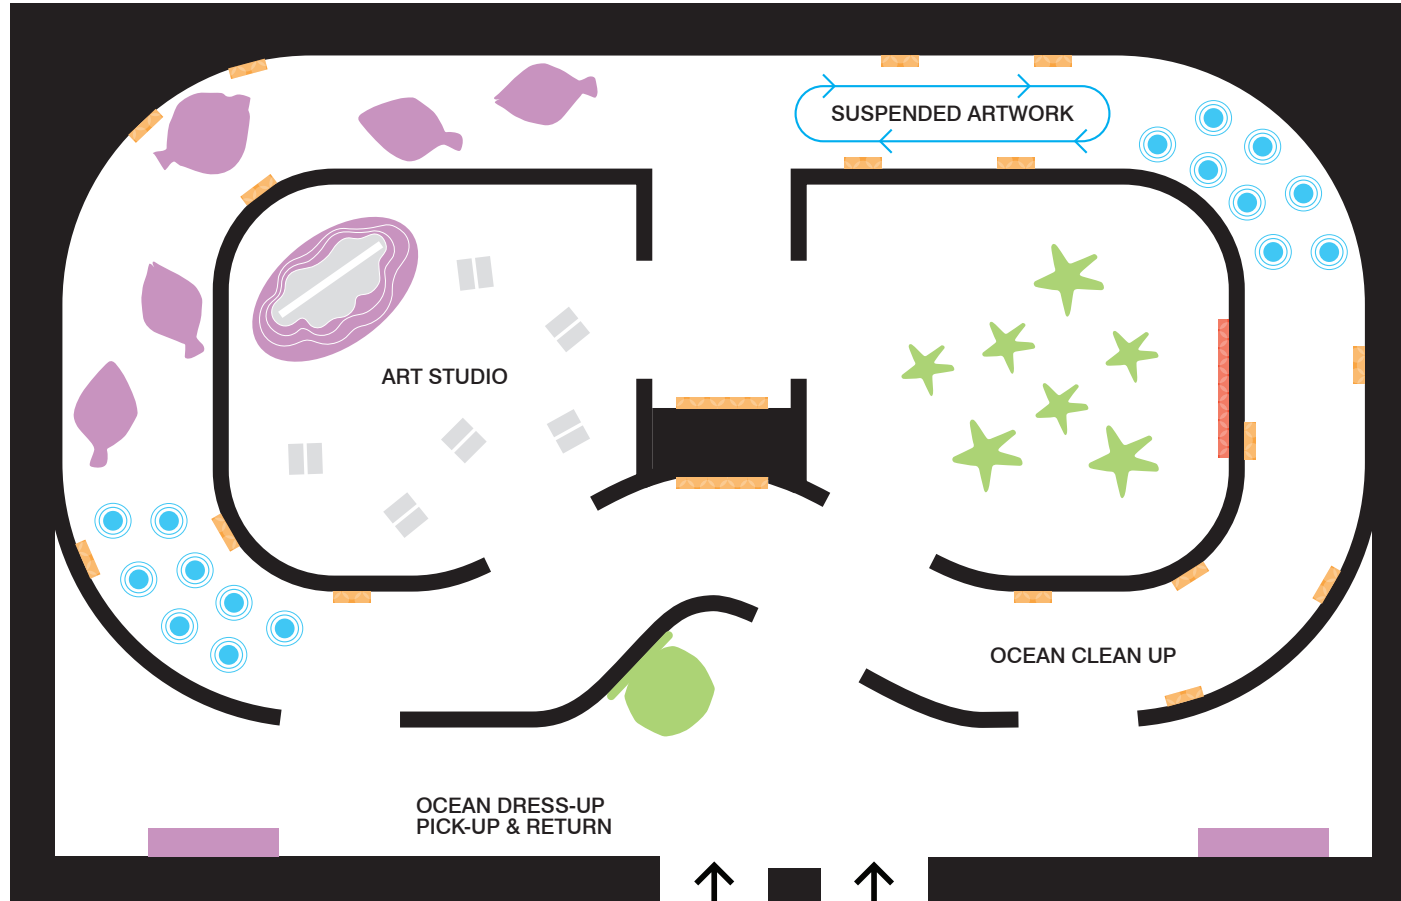 SUSPENDED ARTWORK
ART STUDIO
OCEAN CLEAN UP
OCEAN DRESS-UP
PICK-UP & RETURN